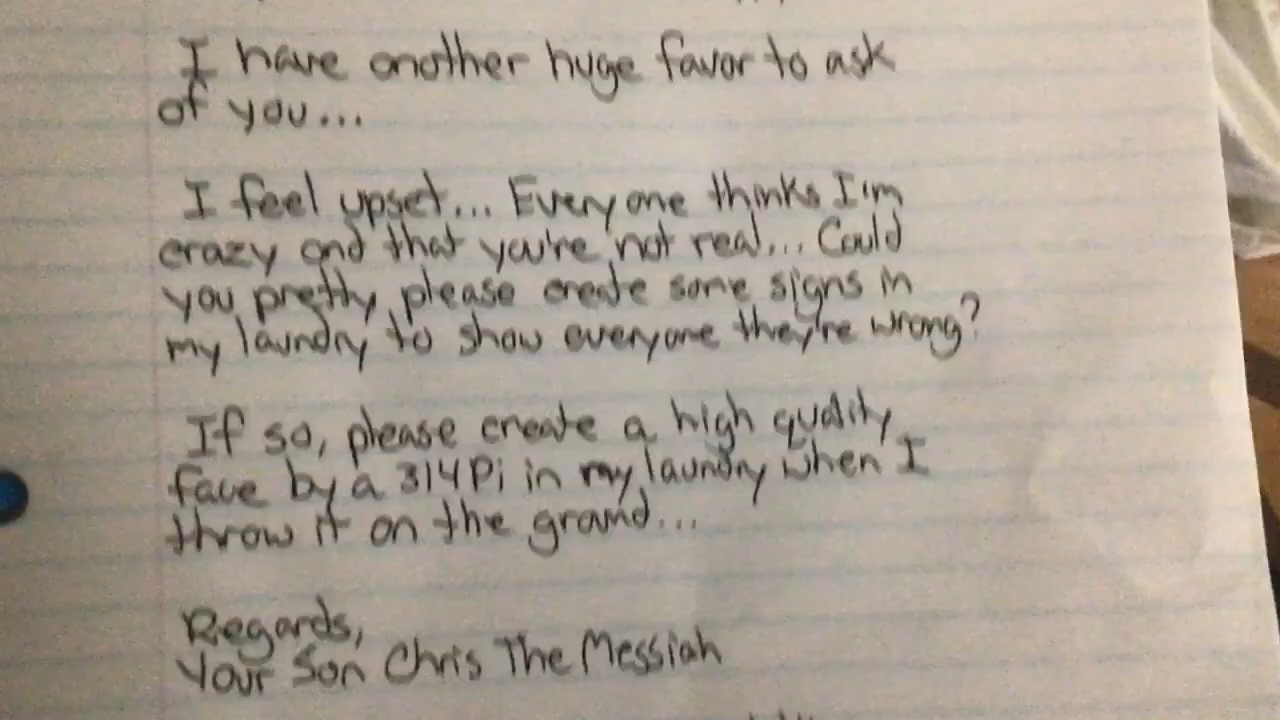 I have another huge favor to ask
of you...
I feel upset... Everyone thinks I'm
crazy and that you're not real... Could
you pretty please create some signs in
my laundry to show everyone they're wrong?
If so, please create a high quality
face by a 314Pi in my laundry when I
throw it on the ground...
Regards,
Your Son Chris The Messiah